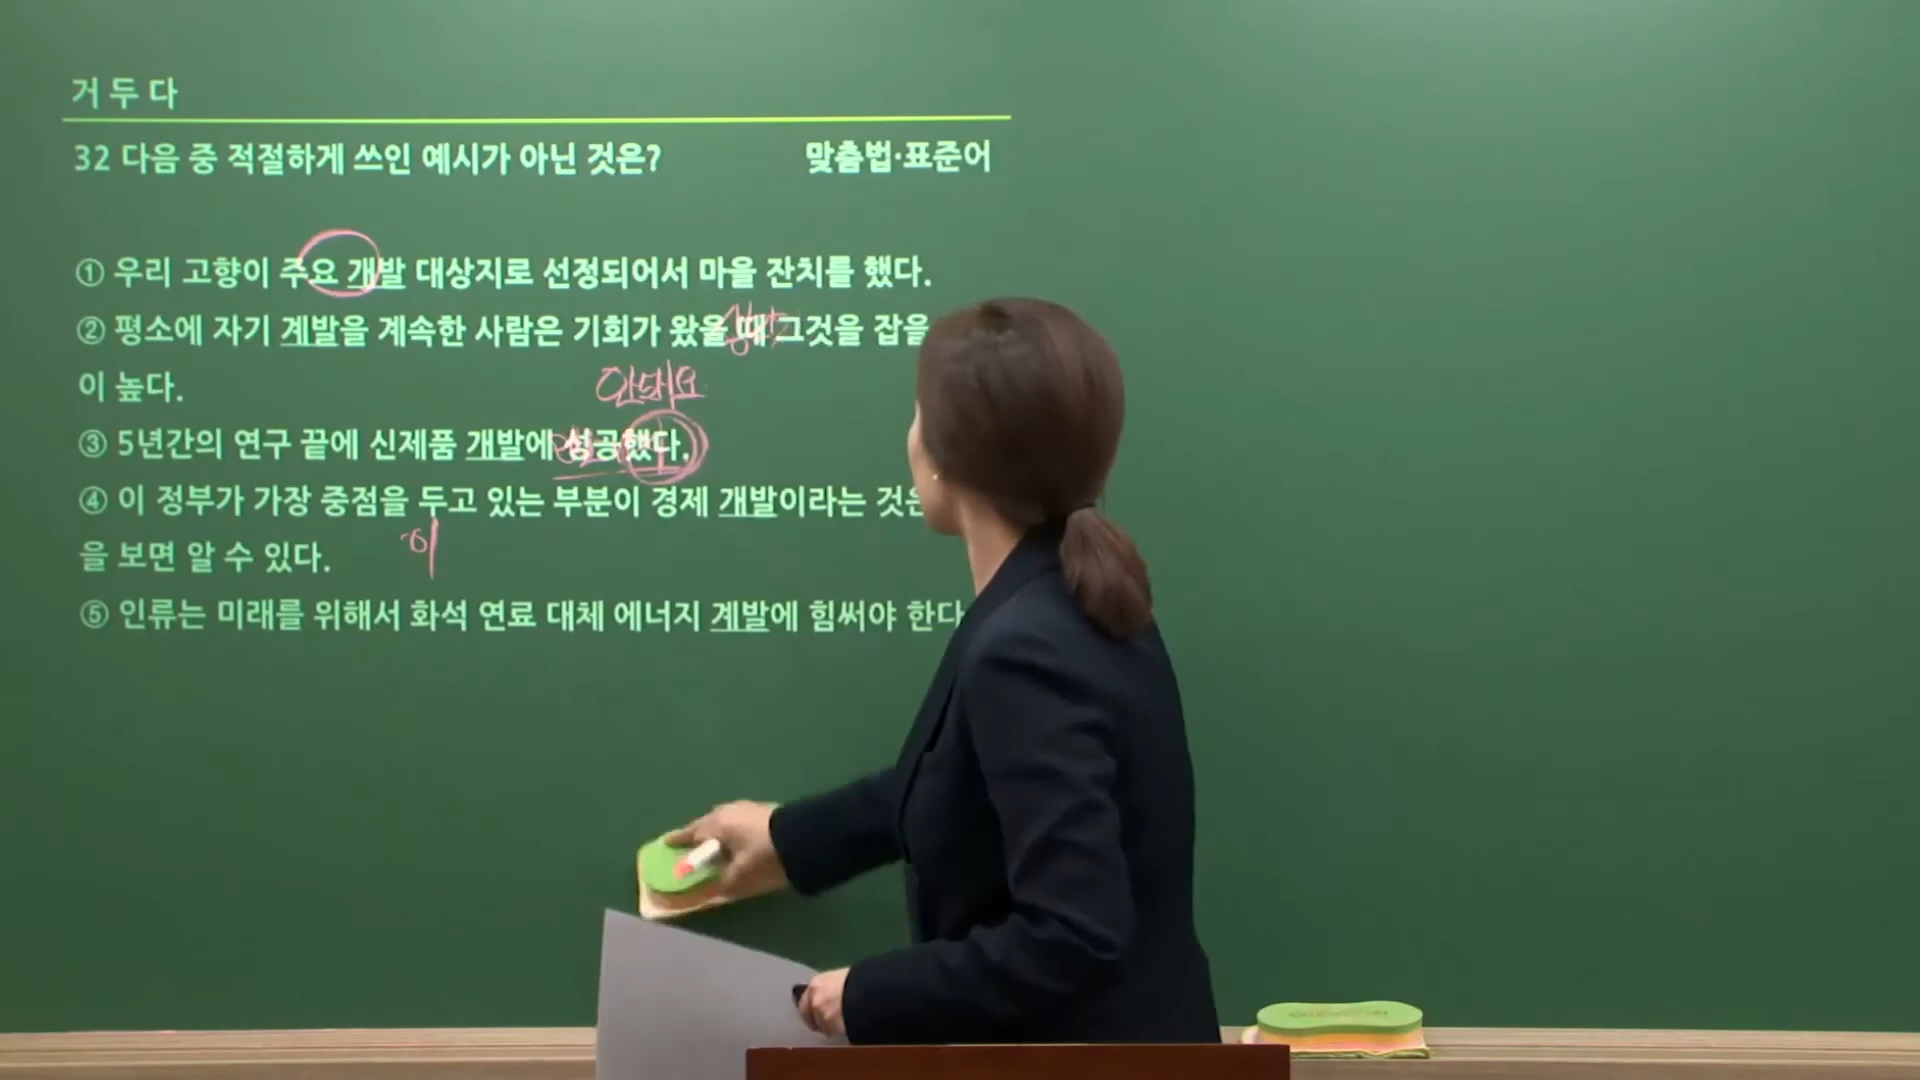 거두다
32 다음 중 적절하게 쓰인 예시가 아닌 것은? 맞춤법·표준어
① 우리 고향이 주요 개발 대상지로 선정되어서 마을 잔치를 했다.
② 평소에 자기 계발을 계속한 사람은 기회가 왔을 때 그것을 잡을
이 높다.
안돼요
③ 5년간의 연구 끝에 신제품 개발에 성공했다.
④ 이 정부가 가장 중점을 두고 있는 부분이 경제 개발이라는 것은
을 보면 알 수 있다.
이
⑤ 인류는 미래를 위해서 화석 연료 대체 에너지 계발에 힘써야 한다